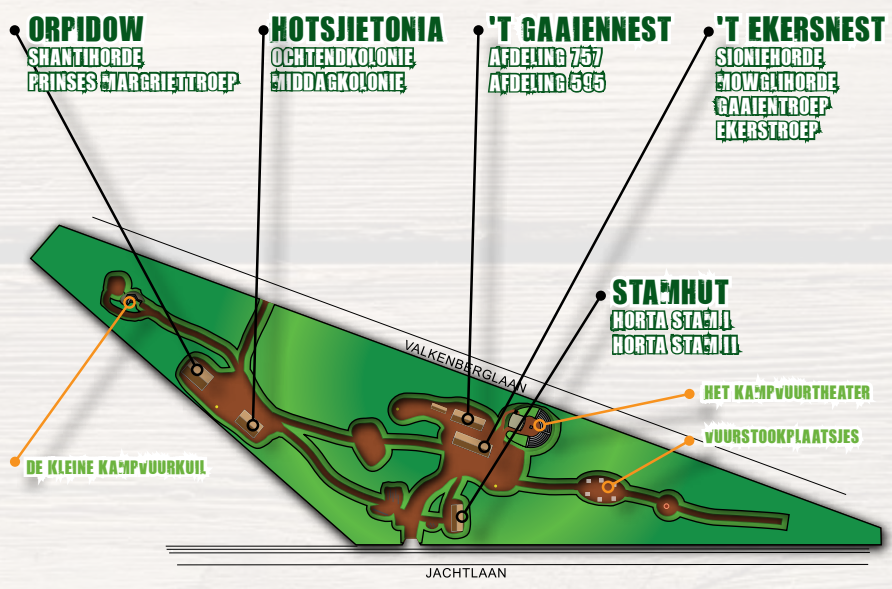 ORPIDOW
SHANTIHORDE
PRINSES MARGRIETTROEP
HOTSJIETONIA
OCHTENDKOLONIE
MIDDAGKOLONIE
'T GAAIENNEST
AFDELING 757
AFDELING 595
'T EKERSNEST
SIONIEHORDE
MOWGLIHORDE
GAAIENTROEP
EKERSTROEP
STAMHUT
HORTA STAM I
HORTA STAM II
VALKENBERGLAAN
HET KAMPVUURTHEATER
VUURSTOOKPLAATSJES
DE KLEINE KAMPVUURKUIL
JACHTLAAN